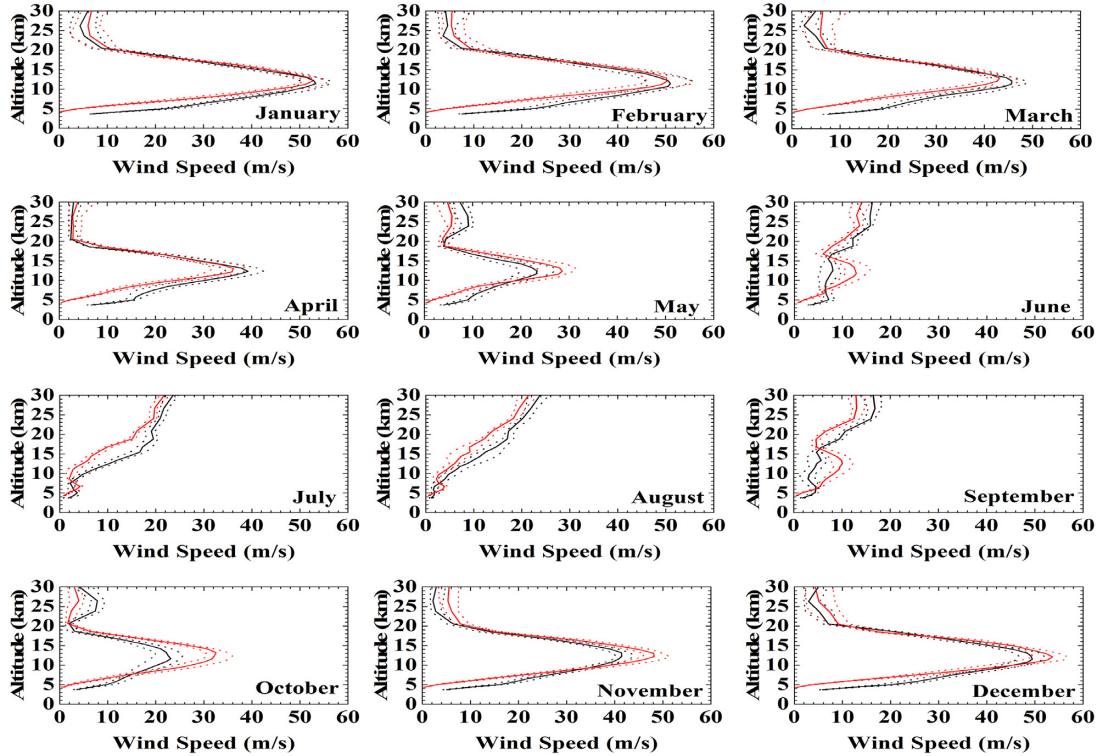 Altitude (km) 30 25 20 15 10 5 0 January 0 10 20 30 40 50 60 Wind Speed (m/s)
Altitude (km) 30 25 20 15 10 5 0 February 0 10 20 30 40 50 60 Wind Speed (m/s)
Altitude (km) 30 25 20 15 10 5 0 March 0 10 20 30 40 50 60 Wind Speed (m/s)
Altitude (km) 30 25 20 15 10 5 0 April 0 10 20 30 40 50 60 Wind Speed (m/s)
Altitude (km) 30 25 20 15 10 5 0 May 0 10 20 30 40 50 60 Wind Speed (m/s)
Altitude (km) 30 25 20 15 10 5 0 June 0 10 20 30 40 50 60 Wind Speed (m/s)
Altitude (km) 30 25 20 15 10 5 0 July 0 10 20 30 40 50 60 Wind Speed (m/s)
Altitude (km) 30 25 20 15 10 5 0 August 0 10 20 30 40 50 60 Wind Speed (m/s)
Altitude (km) 30 25 20 15 10 5 0 September 0 10 20 30 40 50 60 Wind Speed (m/s)
Altitude (km) 30 25 20 15 10 5 0 October 0 10 20 30 40 50 60 Wind Speed (m/s)
Altitude (km) 30 25 20 15 10 5 0 November 0 10 20 30 40 50 60 Wind Speed (m/s)
Altitude (km) 30 25 20 15 10 5 0 December 0 10 20 30 40 50 60 Wind Speed (m/s)